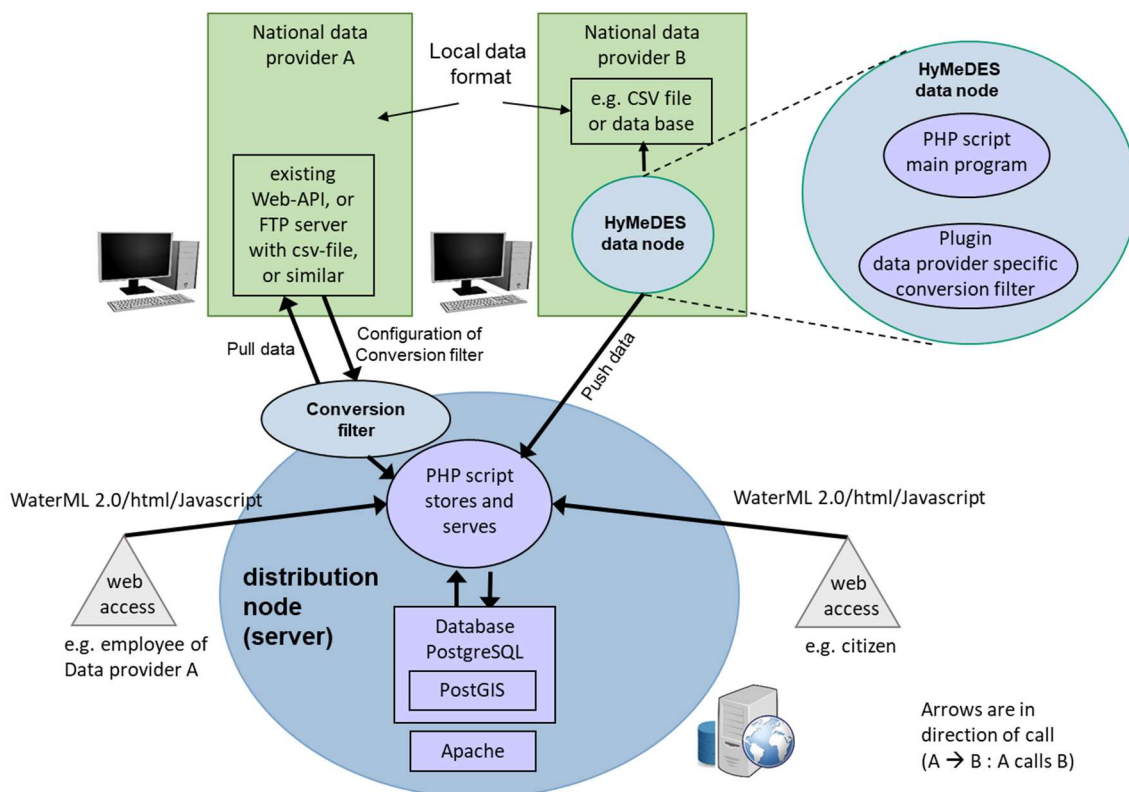 National data
provider A
Local data
format
National data
provider B
e.g. CSV file
or data base
HyMeDES
data node
HyMeDES
data node
PHP script
main program
Plugin
data provider specific
conversion filter
existing
Web-API, or
FTP server
with csv-file,
or similar
Pull data
Configuration of
Conversion filter
Push data
Conversion
filter
PHP script
stores and
serves
WaterML 2.0/html/Javascript
WaterML 2.0/html/Javascript
web
access
e.g. employee of
Data provider A
web
access
e.g. citizen
distribution
node
(server)
Database
PostgreSQL
PostGIS
Apache
Arrows are in
direction of call
(A → B : A calls B)